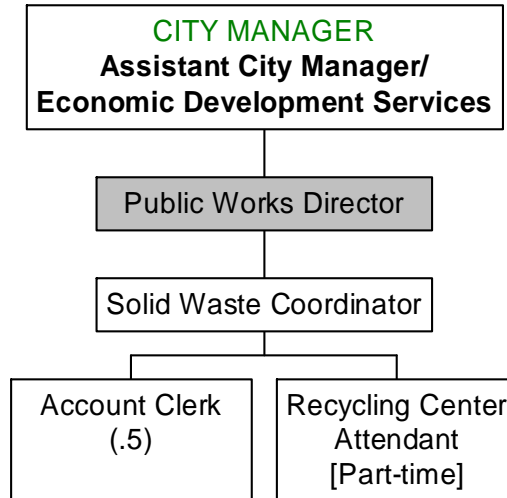 CITY MANAGER
Assistant City Manager/
Economic Development Services
Public Works Director
Solid Waste Coordinator
Account Clerk
(.5)
Recycling Center
Attendant
[Part-time]